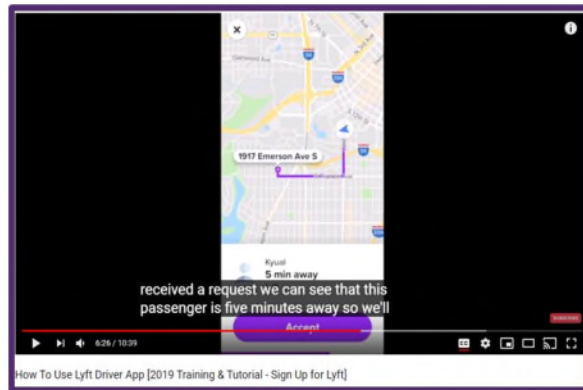 1917 Emerson Ave S
Kyual
5 min away
received a request we can see that this
passenger is five minutes away so we'll
Accept
6:26 / 10:39
How To Use Lyft Driver App [2019 Training & Tutorial - Sign Up for Lyft]